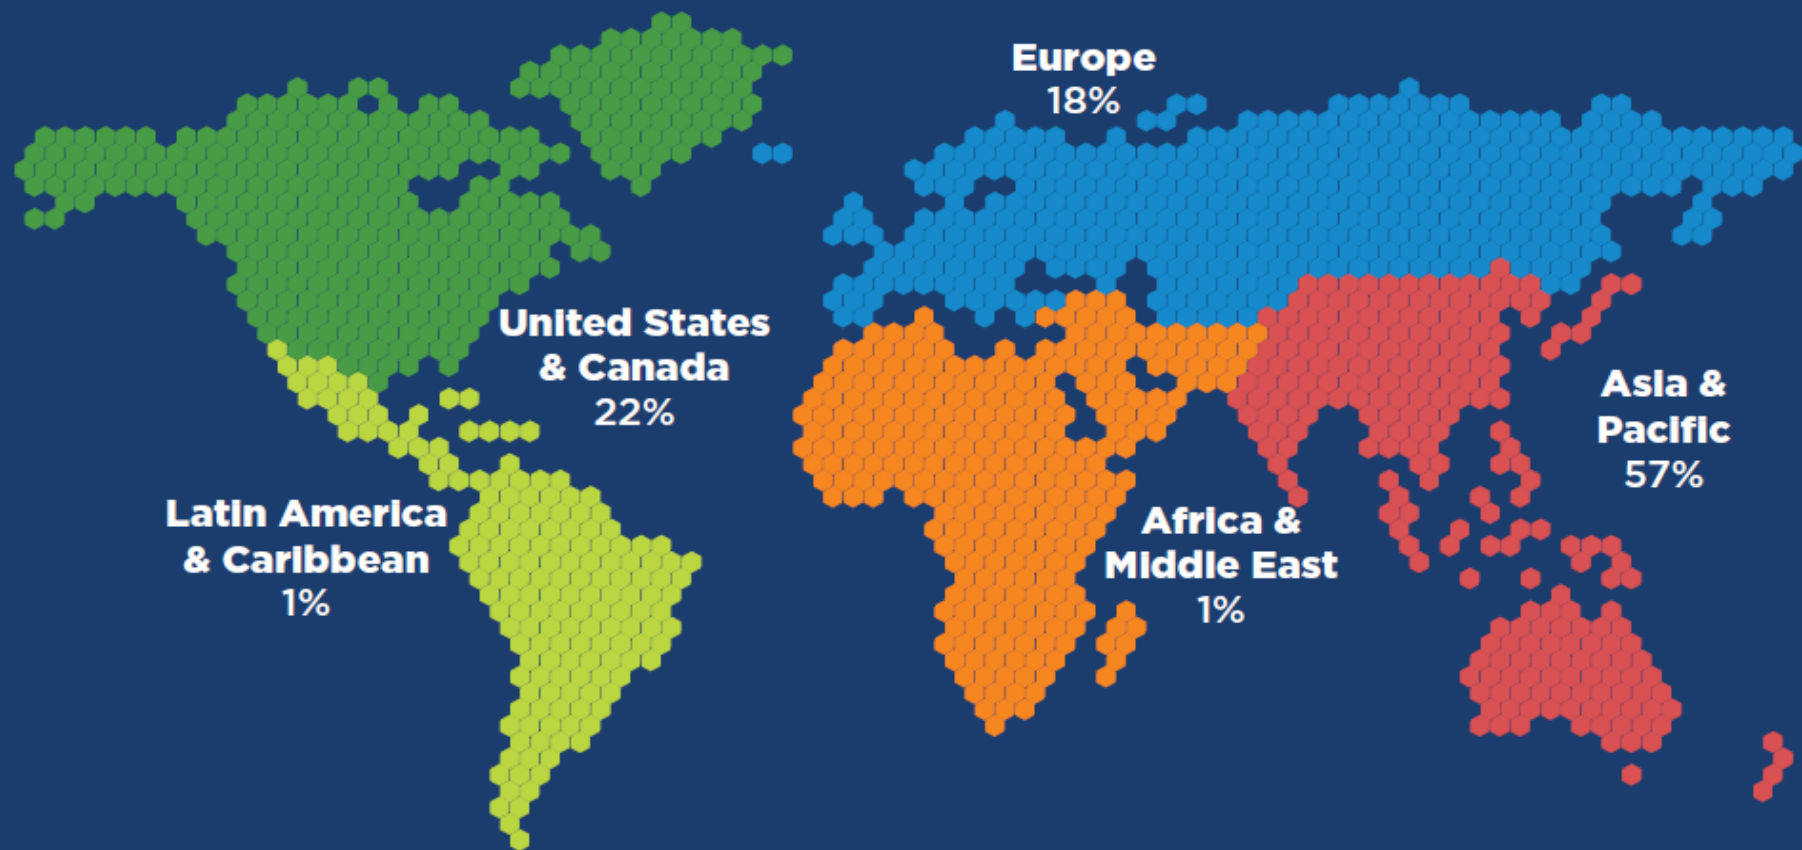 Europe
18%
United States
& Canada
22%
Asia &
Pacific
57%
Latin America
& Caribbean
1%
Africa &
Middle East
1%